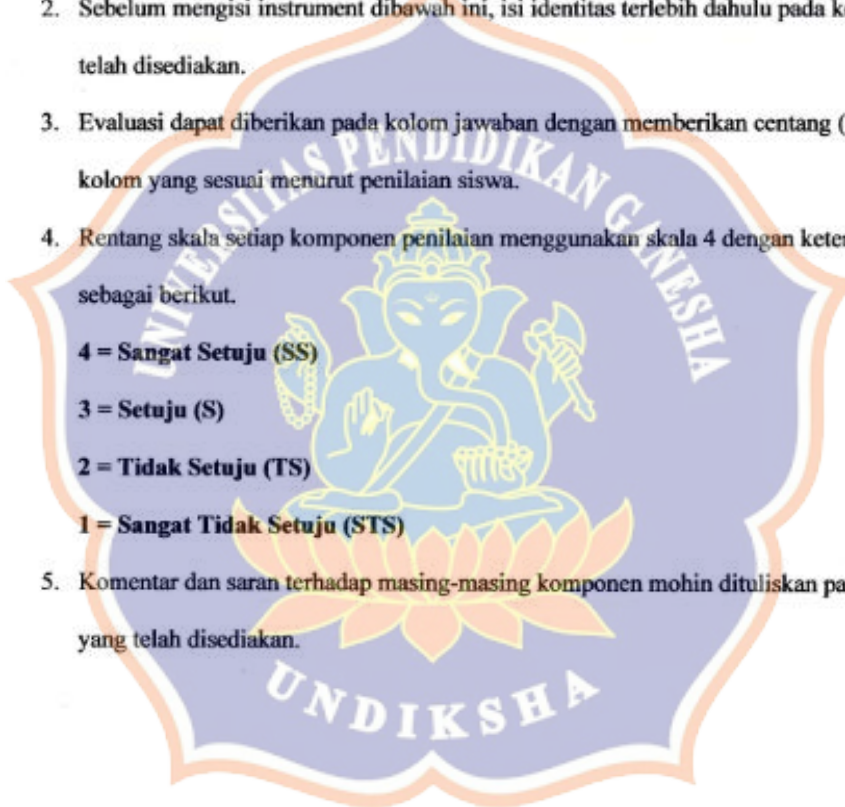 2. Sebelum mengisi instrument dibawah ini, isi identitas terlebih dahulu pada k
telah disediakan.
3. Evaluasi dapat diberikan pada kolom jawaban dengan memberikan centang (
kolom yang sesuai menurut penilaian siswa.
4. Rentang skala setiap komponen penilaian menggunakan skala 4 dengan keter
sebagai berikut.
4 = Sangat Setuju (SS)
3 = Setuju (S)
2 = Tidak Setuju (TS)
1 = Sangat Tidak Setuju (STS)
5. Komentar dan saran terhadap masing-masing komponen mohin dituliskan pa
yang telah disediakan.
UNIVERSITAS PENDIDIKAN GANESHA
UNDIKSHA